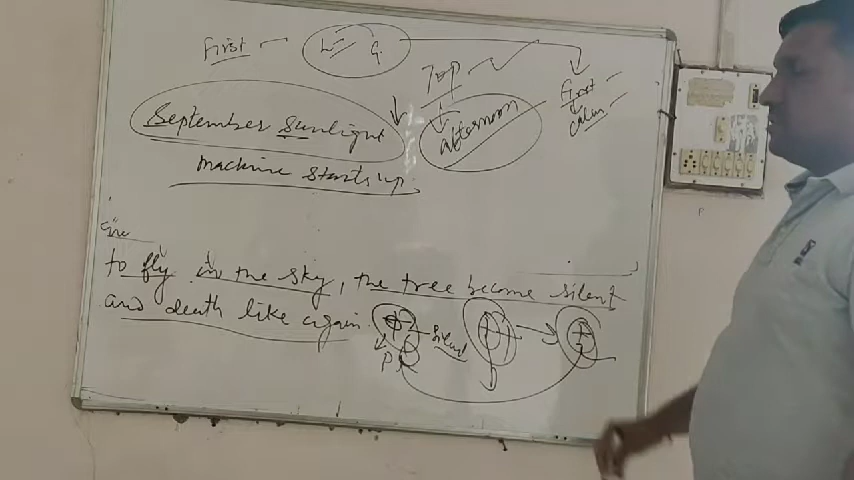 First
Top
First
September Sunlight
afternoon
machine starts up.
to fly in the sky, the tree become silent
and death like again.
Silent